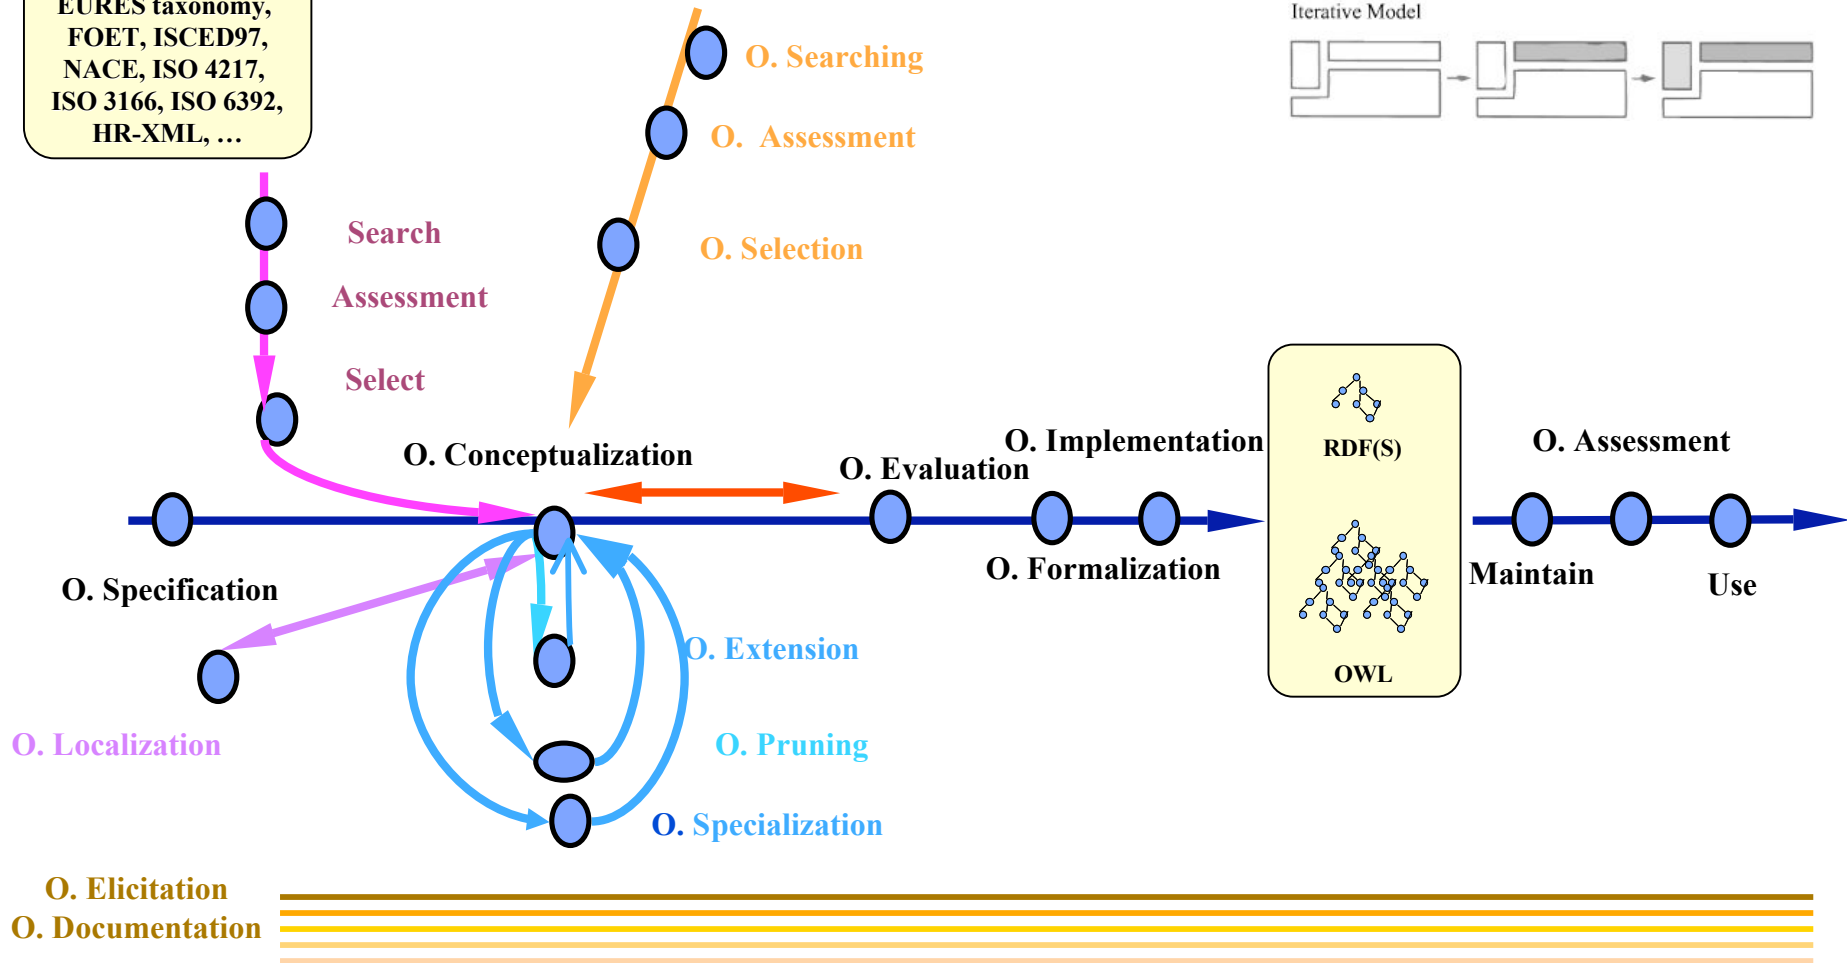 EURES taxonomy,
FOET, ISCED97,
NACE, ISO 4217,
ISO 3166, ISO 6392,
HR-XML, …
Iterative Model
O. Searching
O. Assessment
O. Selection
Search
Assessment
Select
O. Conceptualization
O. Evaluation
O. Implementation
O. Formalization
RDF(S)
OWL
O. Assessment
Maintain
Use
O. Specification
O. Localization
O. Extension
O. Pruning
O. Specialization
O. Elicitation
O. Documentation